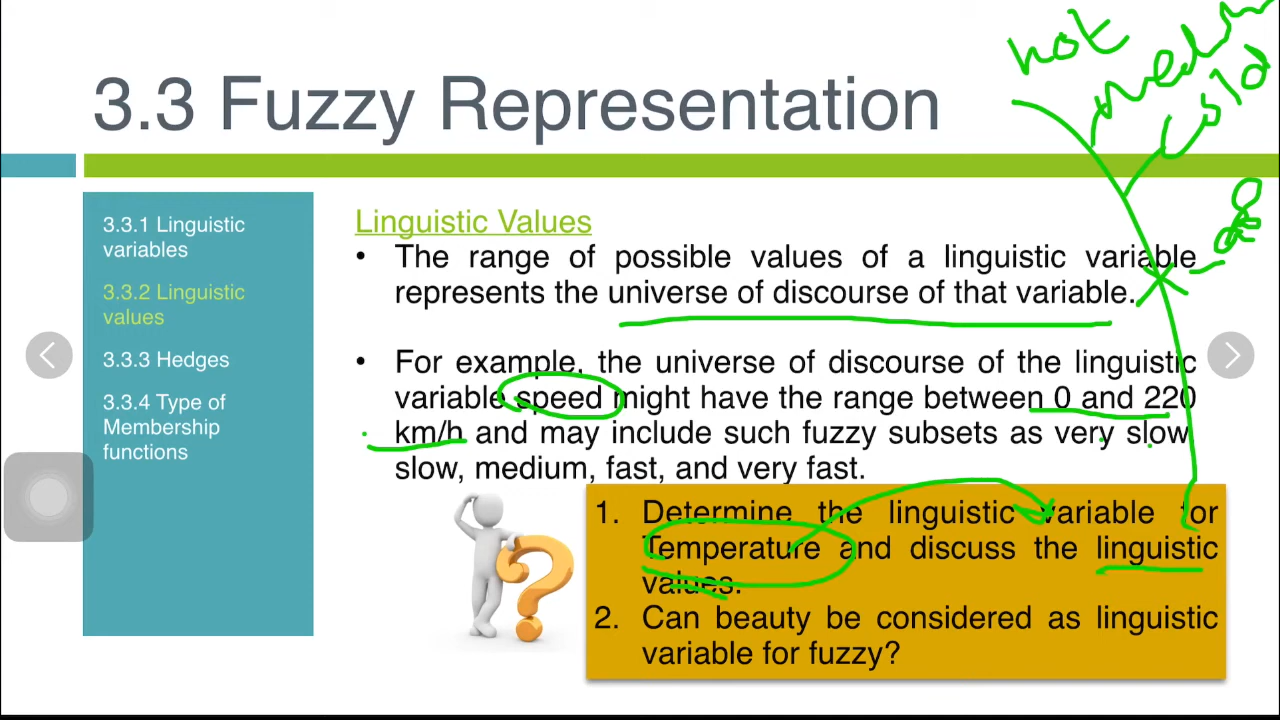 hot
medium
cold
3.3 Fuzzy Representation
3.3.1 Linguistic
variables
3.3.2 Linguistic
values
3.3.3 Hedges
3.3.4 Type of
Membership
functions
Linguistic Values
• The range of possible values of a linguistic variable
represents the universe of discourse of that variable.
• For example, the universe of discourse of the linguistic
variable speed might have the range between 0 and 220
km/h and may include such fuzzy subsets as very slow,
slow, medium, fast, and very fast.
1. Determine the linguistic variable for
Temperature and discuss the linguistic
values.
2. Can beauty be considered as linguistic
variable for fuzzy?